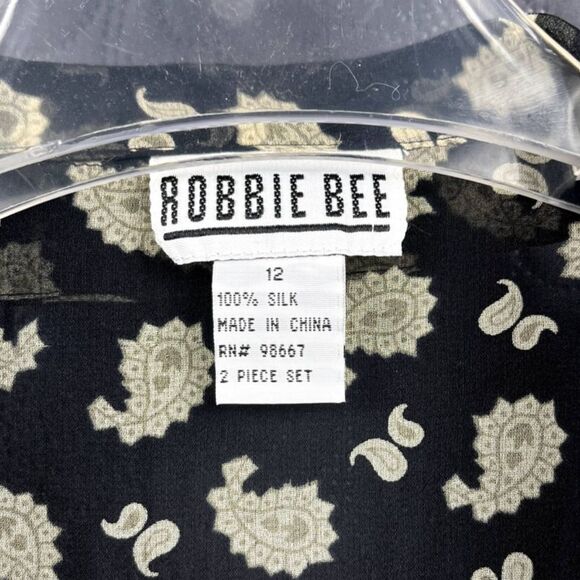 ROBBIE BEE
12
100% SILK
MADE IN CHINA
RN# 98667
2 PIECE SET